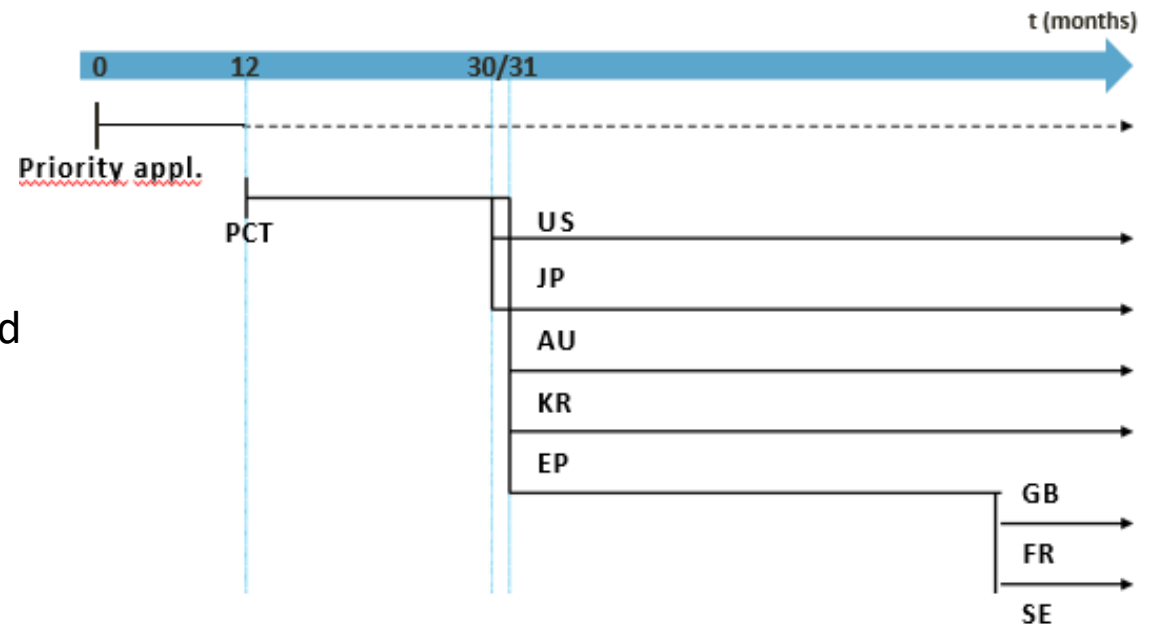 t (months)
0 12 30/31
Priority appl.
PCT
US
JP
d
AU
KR
EP
GB
FR
SE